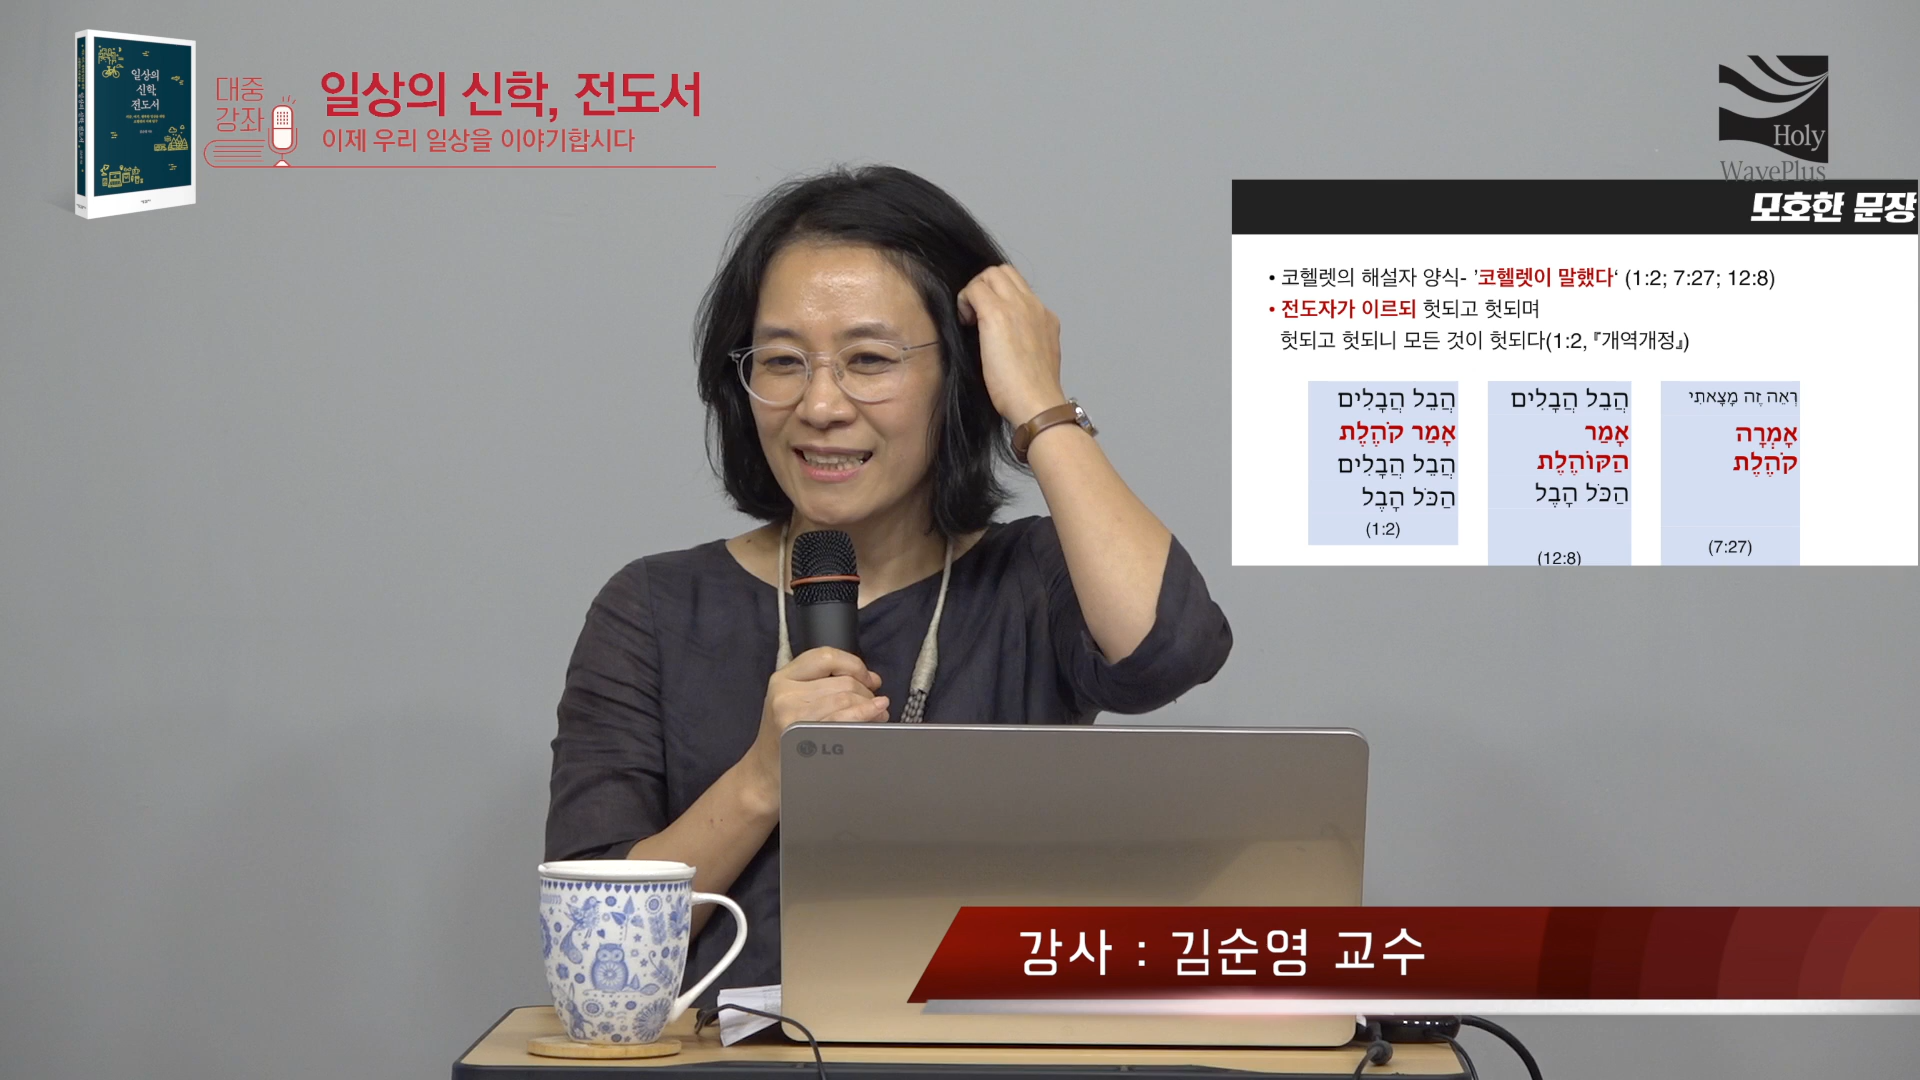 일상의
신학,
전도서
대중
강좌
일상의 신학, 전도서
이제 우리 일상을 이야기합시다
Holy
WavePlus
모호한 문장
• 코헬렛의 해설자 양식- '코헬렛이 말했다' (1:2; 7:27; 12:8)
• 전도자가 이르되 헛되고 헛되며
헛되고 헛되니 모든 것이 헛되다(1:2, 『개역개정』)
הֲבֵל הֲבָלִים
אָמַר קֹהֶלֶת
הֲבֵל הֲבָלִים
הַכֹּל הָבֶל
(1:2)
הֲבֵל הֲבָלִים
אָמַר
הַקּוֹהֶלֶת
הַכֹּל הָבֶל
(12:8)
רְאֵה זֶה מָצָאתִי
אָמְרָה
קֹהֶלֶת
(7:27)
LG
강사 : 김순영 교수